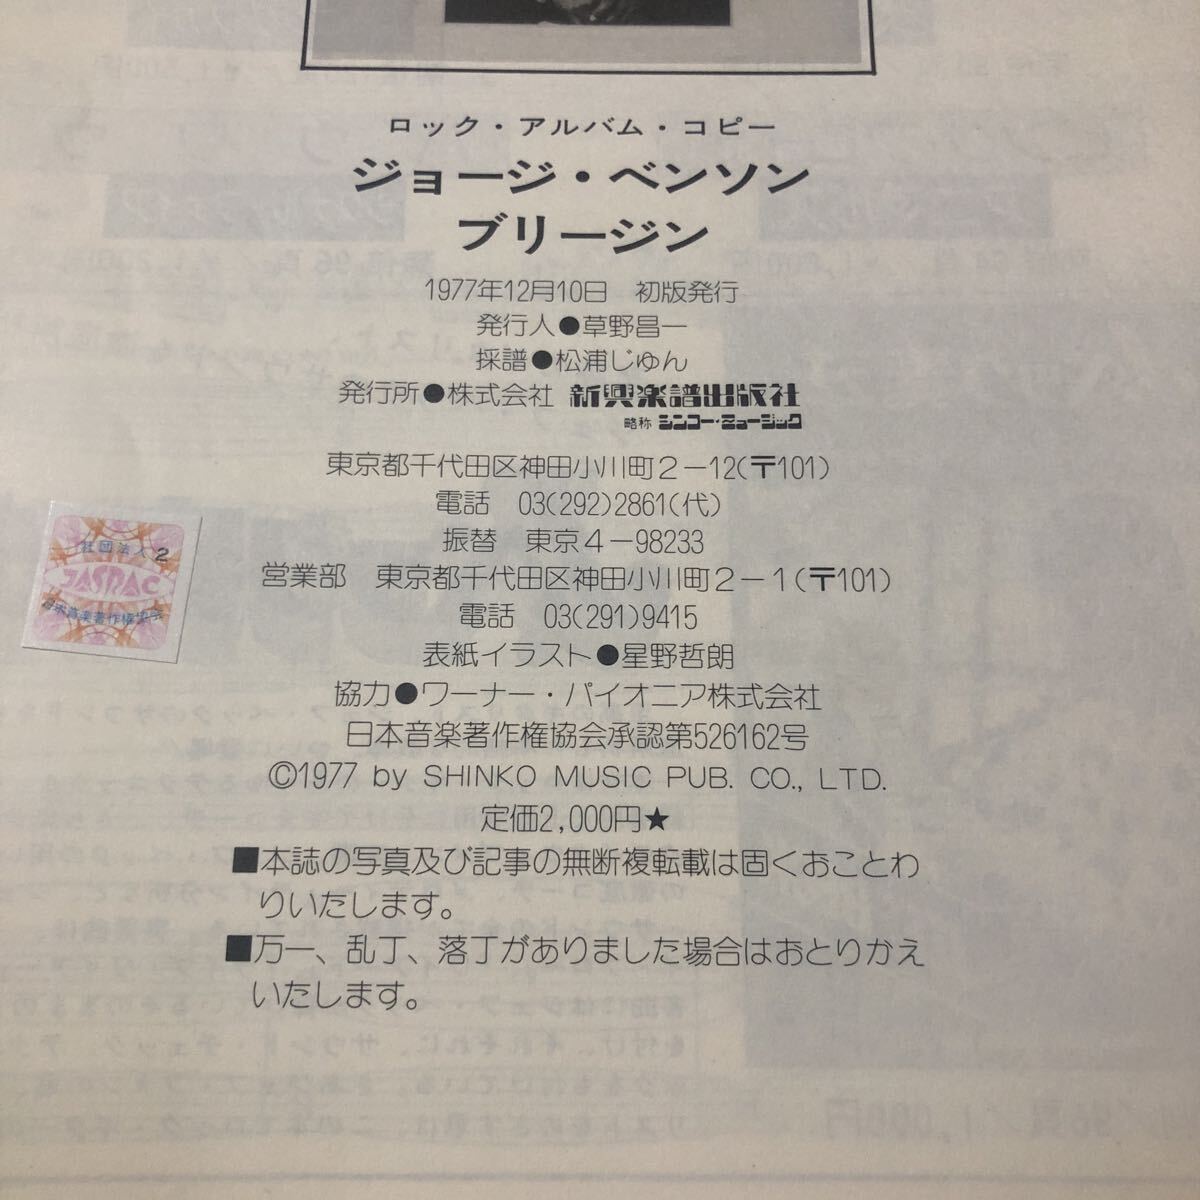 ロック・アルバム・コピー
ジョージ・ベンソン
ブリージン
1977年12月10日　初版発行
発行人●草野昌一
採譜●松浦じゅん
発行所●株式会社 新興楽譜出版社
略称 シンコー・ミュージック
東京都千代田区神田小川町2-12(〒101)
電話　03(292)2861(代)
振替　東京4-98233
営業部　東京都千代田区神田小川町2-1(〒101)
電話　03(291)9415
表紙イラスト●星野哲朗
協力●ワーナー・パイオニア株式会社
日本音楽著作権協会承認第526162号
©1977 by SHINKO MUSIC PUB. CO., LTD.
定価2,000円★
■本誌の写真及び記事の無断複転載は固くおことわ
りいたします。
■万一、乱丁、落丁がありました場合はおとりかえ
いたします。
社団法人 2
JASRAC
日本音楽著作権協会